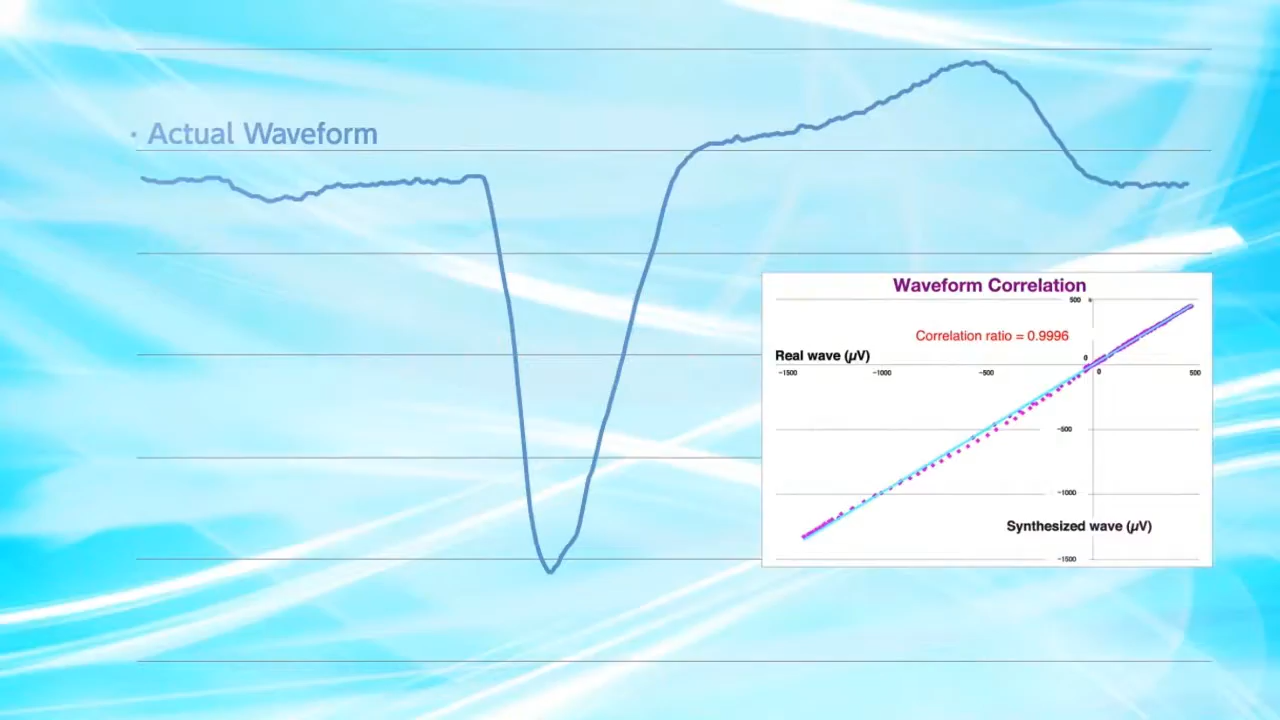 · Actual Waveform
Waveform Correlation
500
Correlation ratio = 0.9996
Real wave (µV)
0
-1500 -1000 -500 0 500
-500
-1000
Synthesized wave (µV)
-1500